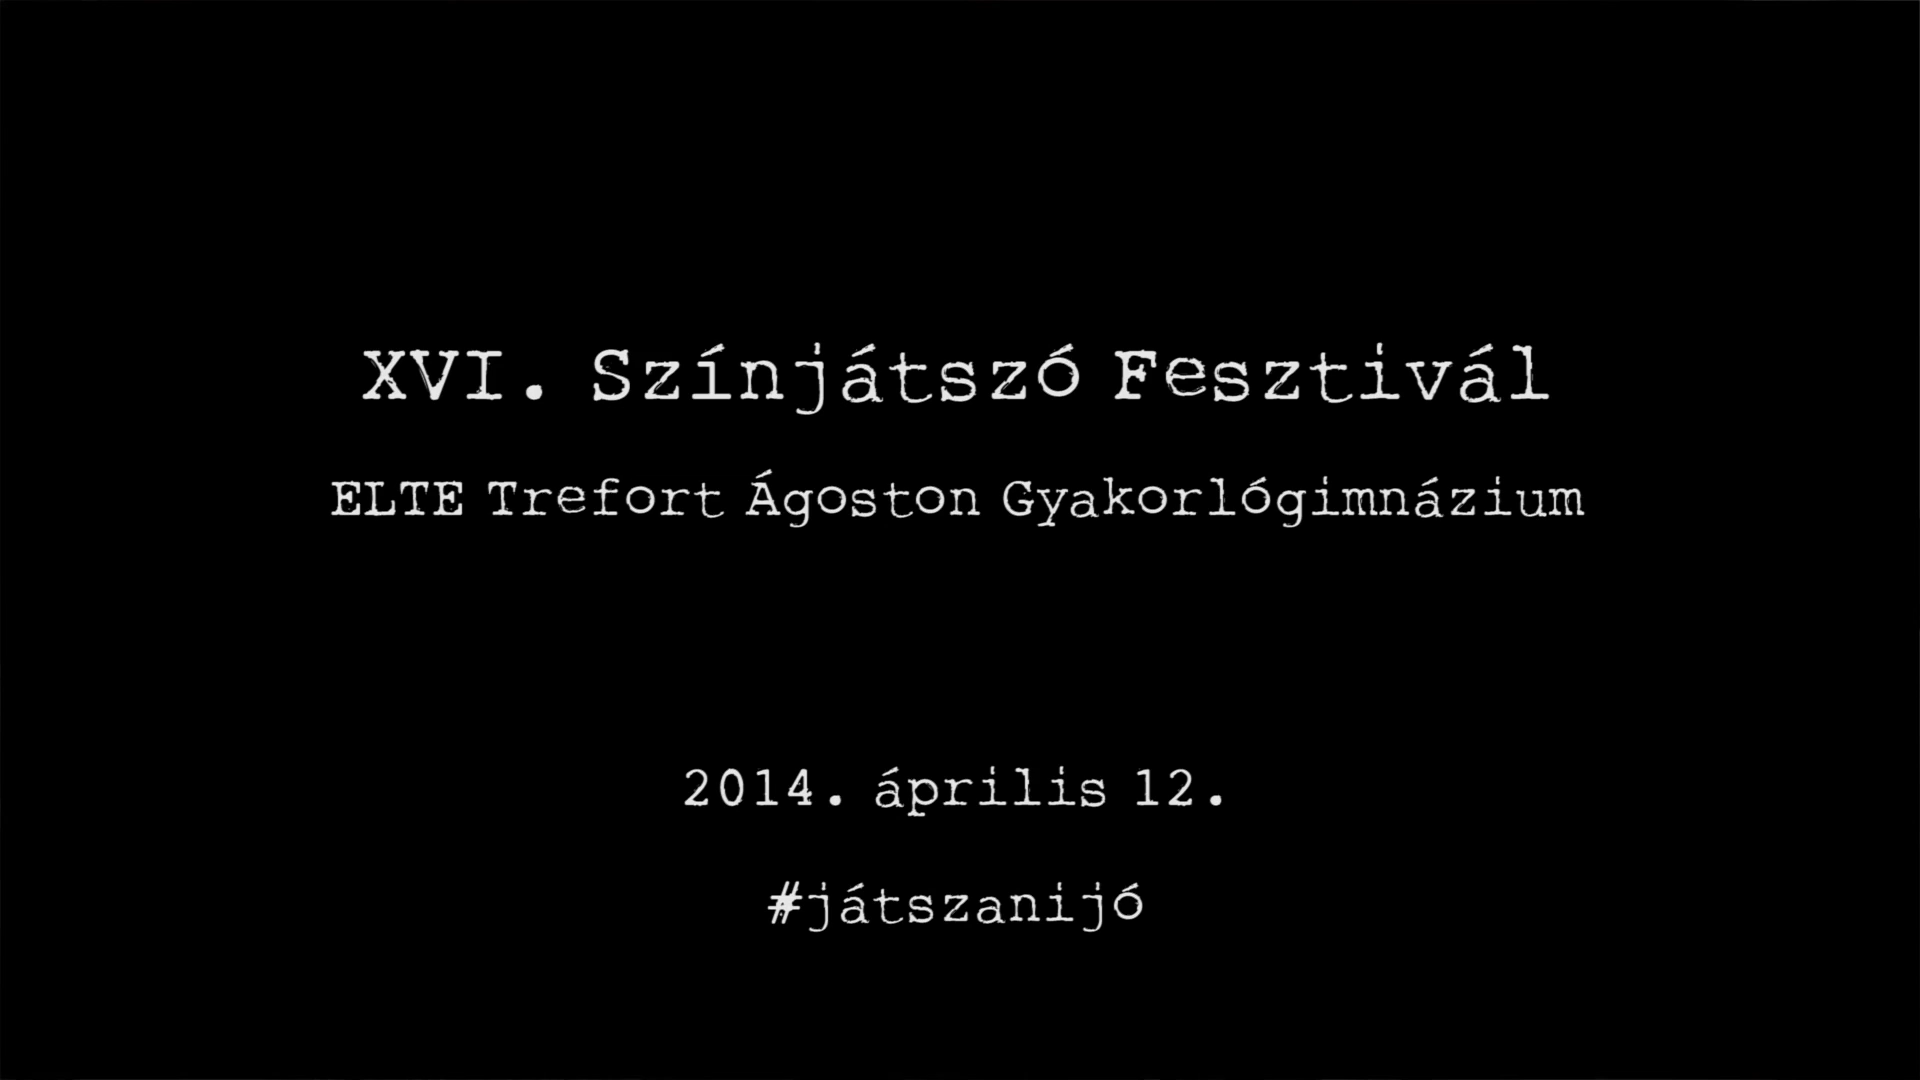 XVI. Színjátszó Fesztivál
ELTE Trefort Ágoston Gyakorlógimnázium
2014. április 12.
#játszanijó